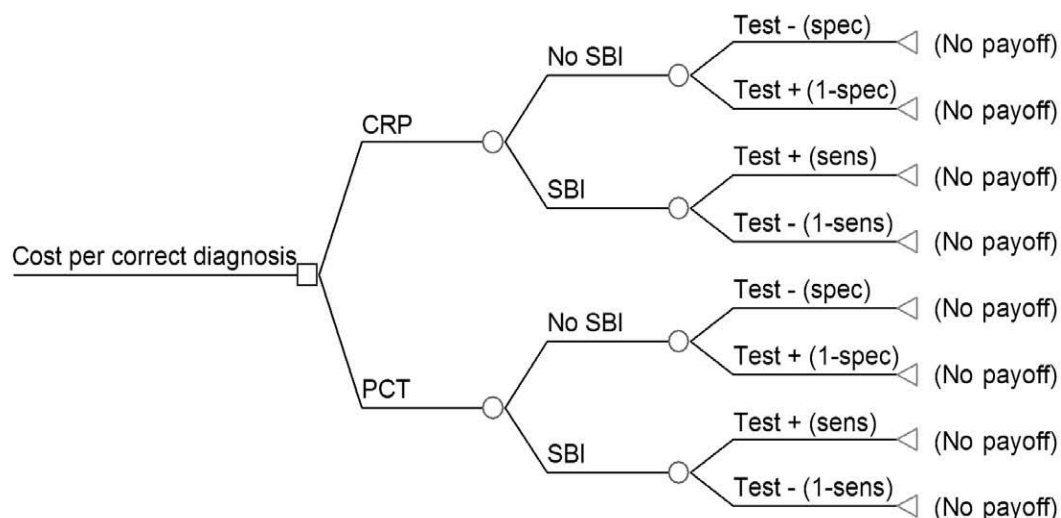 Test - (spec) (No payoff)
No SBI
Test + (1-spec) (No payoff)
CRP
Test + (sens) (No payoff)
SBI
Test - (1-sens) (No payoff)
Cost per correct diagnosis
Test - (spec) (No payoff)
No SBI
Test + (1-spec) (No payoff)
PCT
Test + (sens) (No payoff)
SBI
Test - (1-sens) (No payoff)